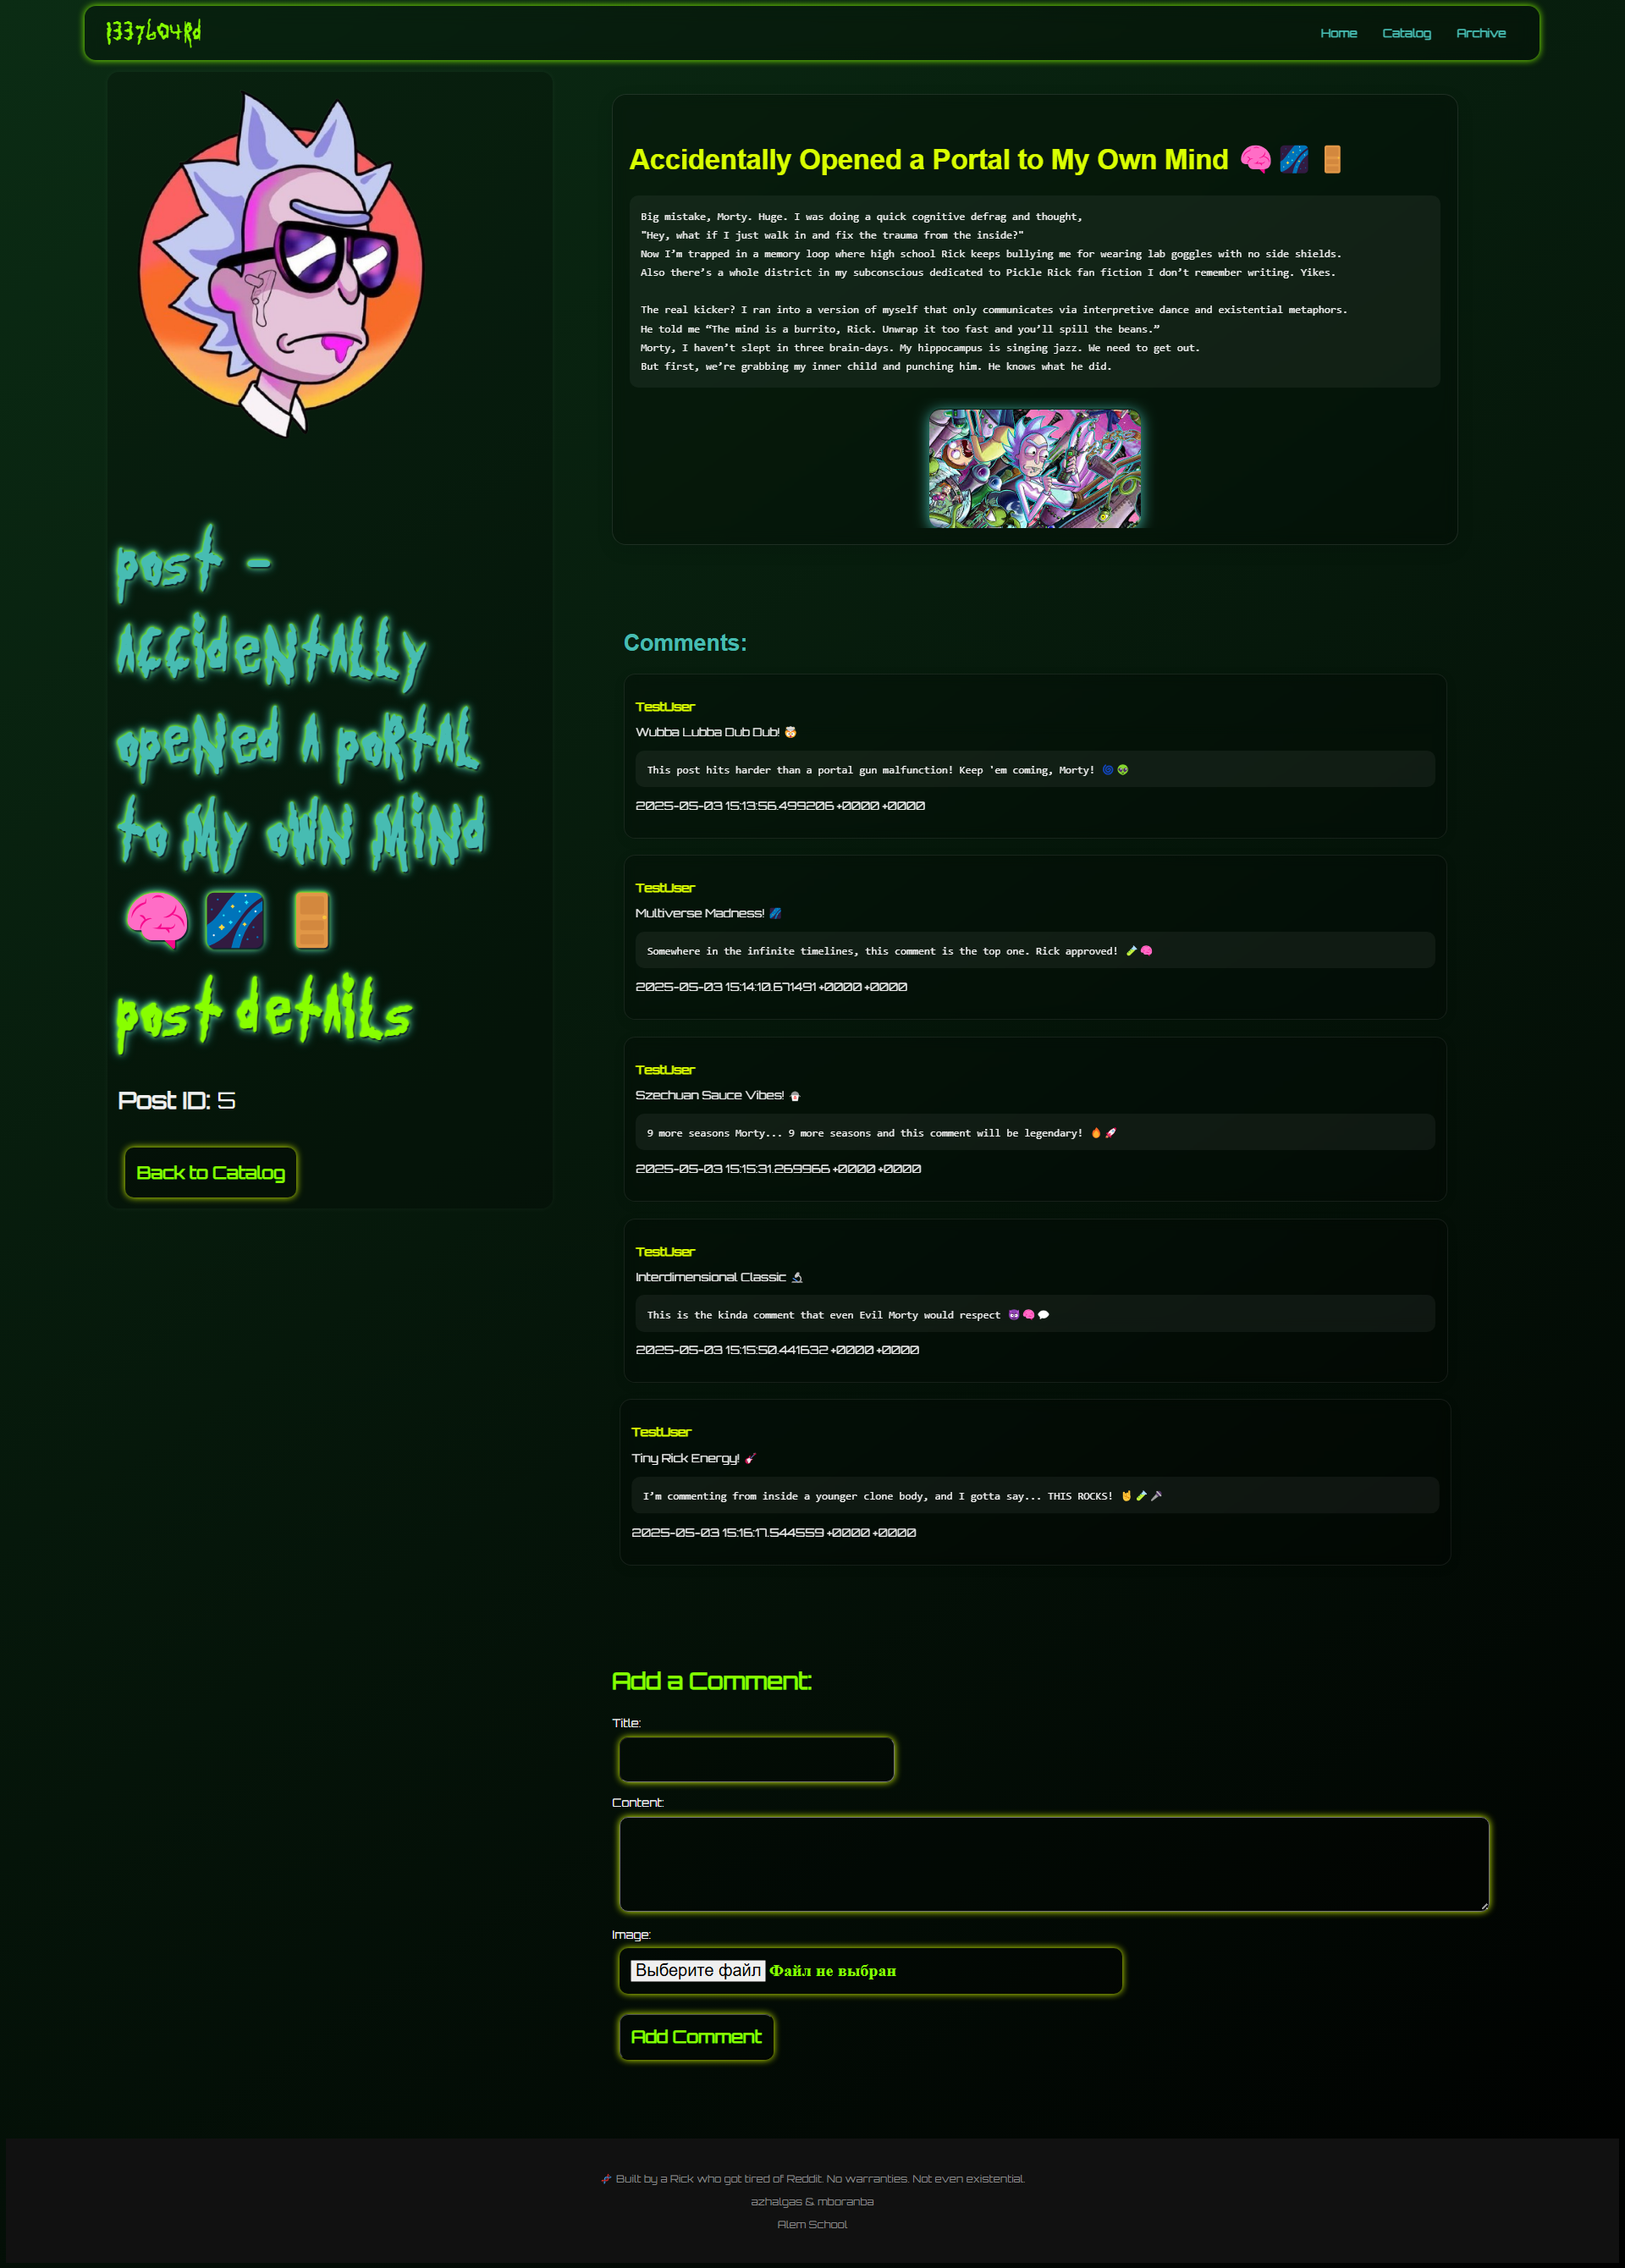 1337b04rd
Home Catalog Archive
post -
Accidentally
opened a portal
to my own mind
🧠 🌌 🚪
post details
Post ID: 5
Back to Catalog
Accidentally Opened a Portal to My Own Mind 🧠 🌌 🚪
Big mistake, Morty. Huge. I was doing a quick cognitive defrag and thought,
"Hey, what if I just walk in and fix the trauma from the inside?"
Now I’m trapped in a memory loop where high school Rick keeps bullying me for wearing lab goggles with no side shields.
Also there’s a whole district in my subconscious dedicated to Pickle Rick fan fiction I don’t remember writing. Yikes.
The real kicker? I ran into a version of myself that only communicates via interpretive dance and existential metaphors.
He told me “The mind is a burrito, Rick. Unwrap it too fast and you’ll spill the beans.”
Morty, I haven’t slept in three brain-days. My hippocampus is singing jazz. We need to get out.
But first, we’re grabbing my inner child and punching him. He knows what he did.
Comments:
TestUser
Wubba Lubba Dub Dub! 🤯
This post hits harder than a portal gun malfunction! Keep 'em coming, Morty! 🌀👽
2025-05-03 15:13:56.499206 +0000 +0000
TestUser
Multiverse Madness! 🌌
Somewhere in the infinite timelines, this comment is the top one. Rick approved! 🧪🧠
2025-05-03 15:14:10.671491 +0000 +0000
TestUser
Szechuan Sauce Vibes! 🥡
9 more seasons Morty... 9 more seasons and this comment will be legendary! 🔥🚀
2025-05-03 15:15:31.269966 +0000 +0000
TestUser
Interdimensional Classic 🔬
This is the kinda comment that even Evil Morty would respect 😈🧠💭
2025-05-03 15:15:50.441632 +0000 +0000
TestUser
Tiny Rick Energy! 🎸
I’m commenting from inside a younger clone body, and I gotta say... THIS ROCKS! 🤘🧪🎤
2025-05-03 15:16:17.544559 +0000 +0000
Add a Comment:
Title:
Content:
Image:
Выберите файл Файл не выбран
Add Comment
🧬 Built by a Rick who got tired of Reddit. No warranties. Not even existential.
azhalgas & mboranba
Alem School